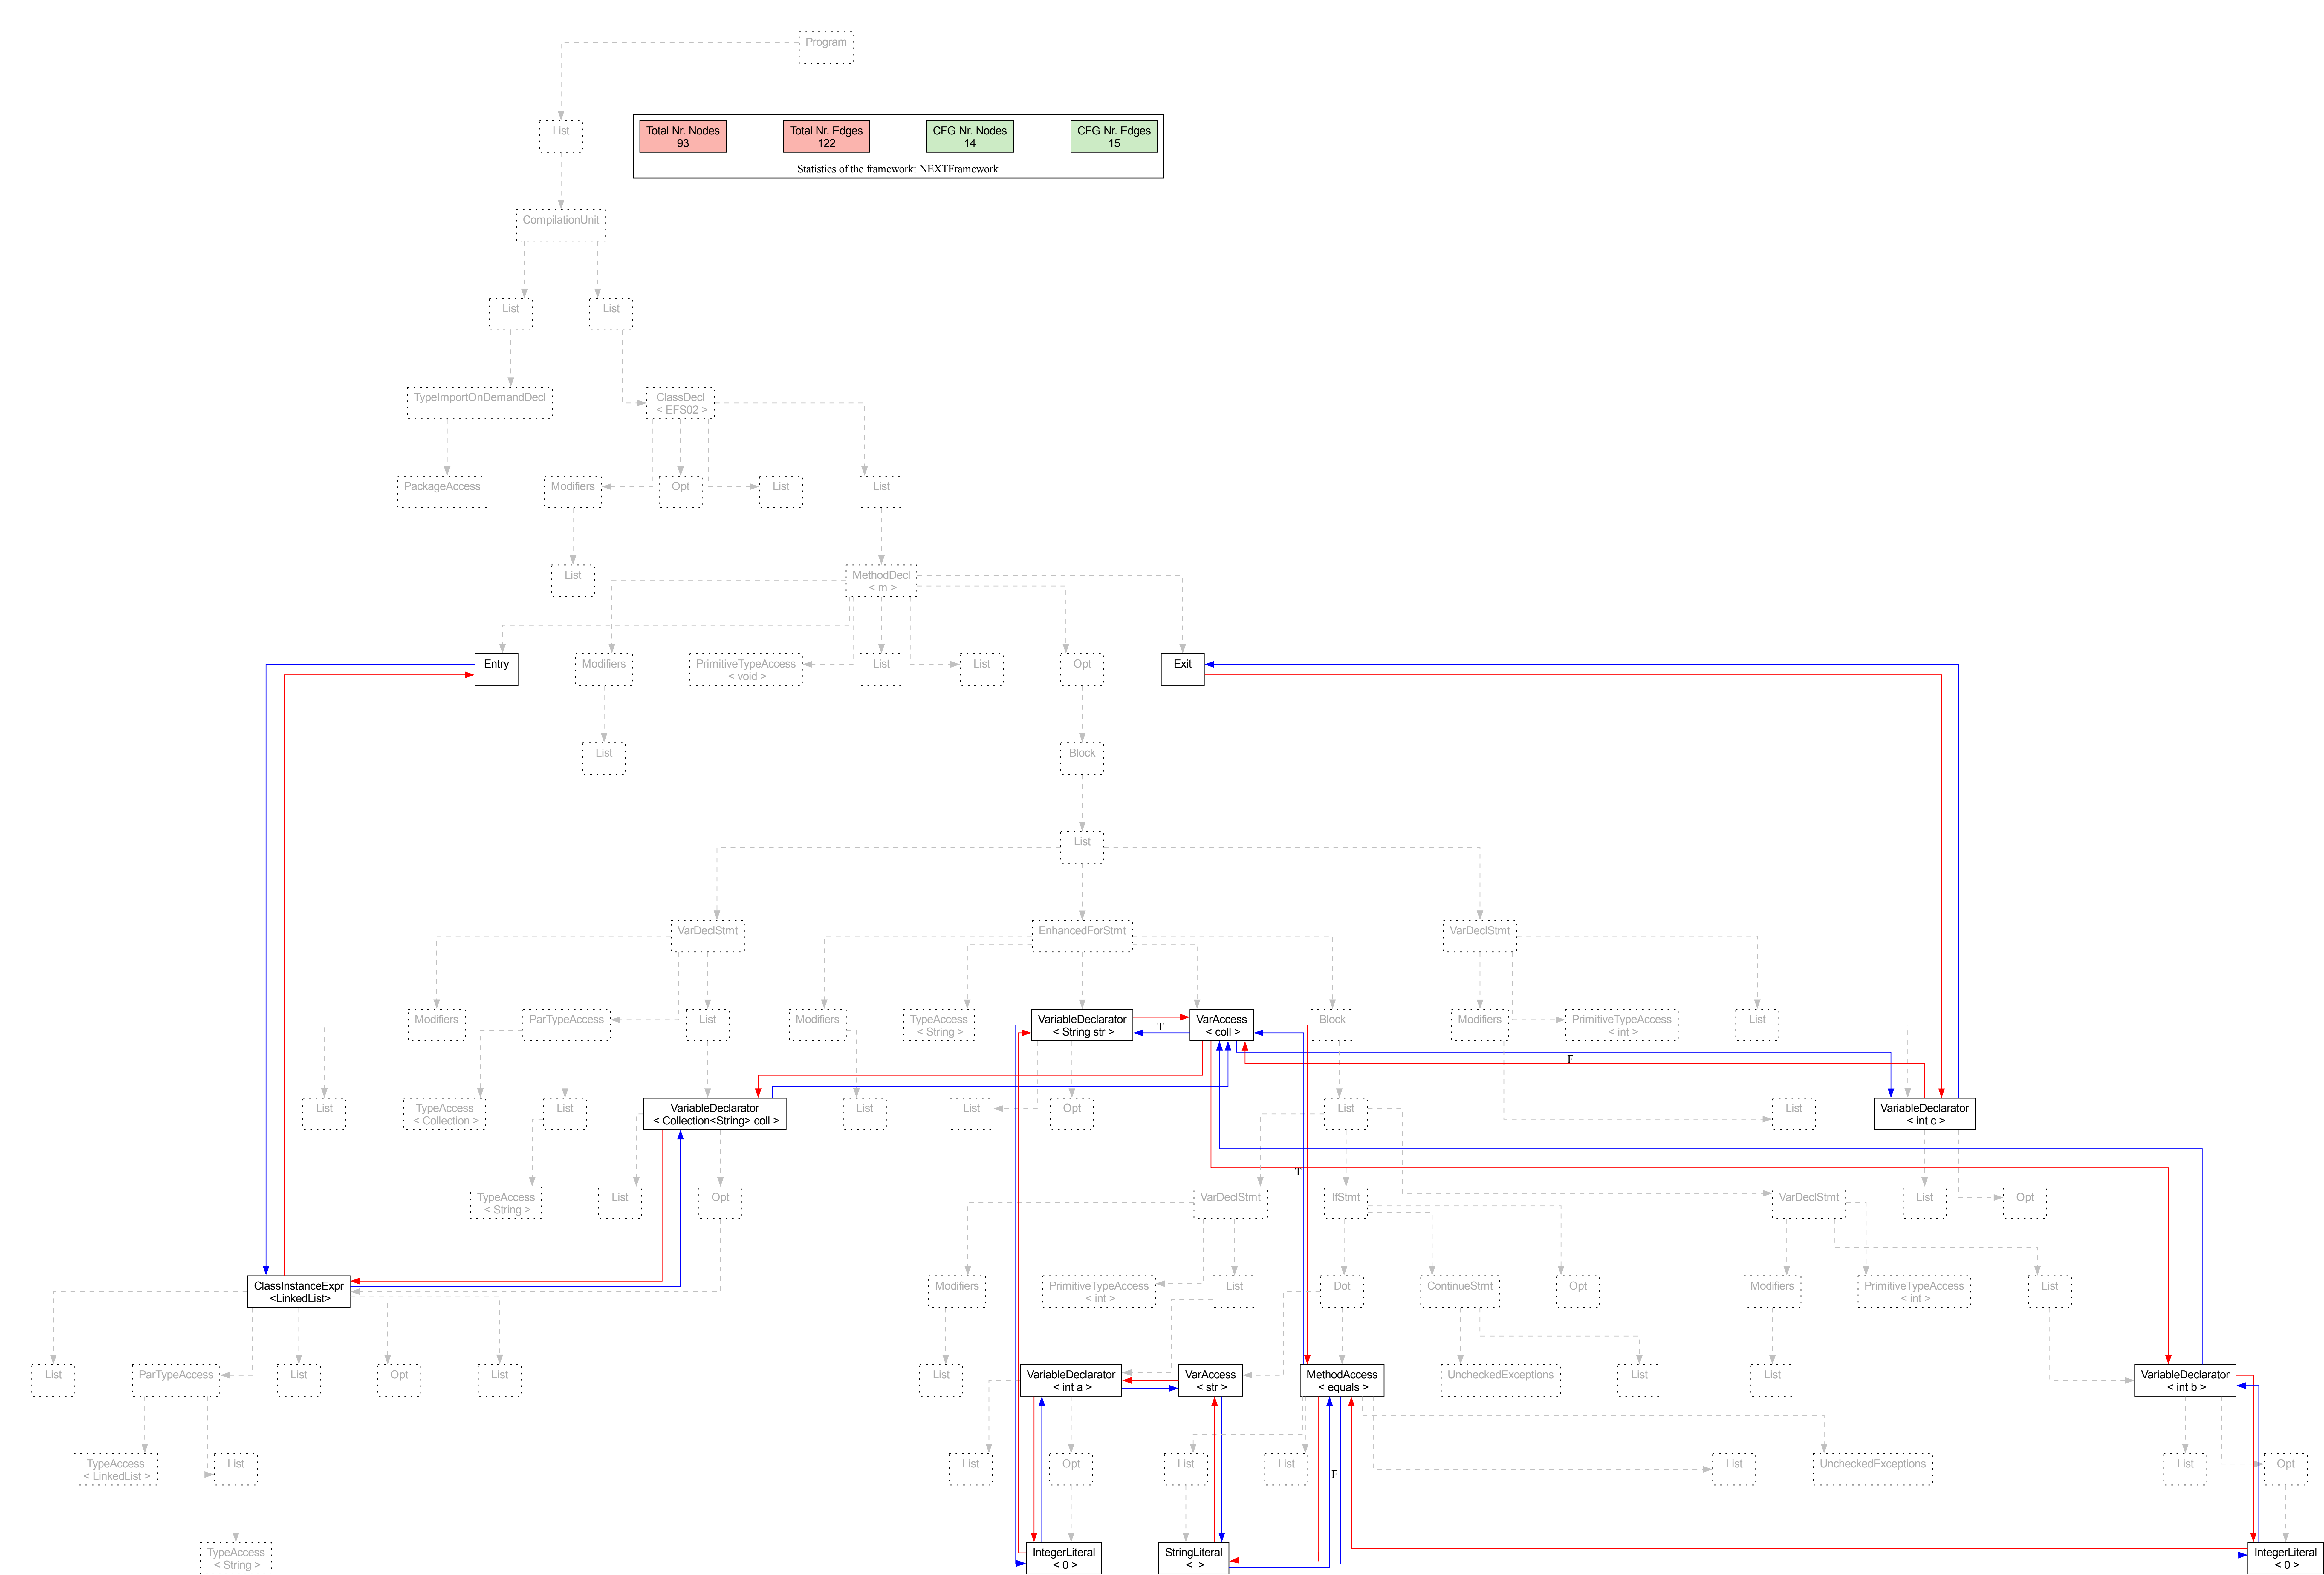 Program
List
Total Nr. Nodes
93
Total Nr. Edges
122
CFG Nr. Nodes
14
CFG Nr. Edges
15
Statistics of the framework: NEXTFramework
CompilationUnit
List
List
TypeImportOnDemandDecl
ClassDecl
< EFS02 >
PackageAccess
Modifiers
Opt
List
List
List
MethodDecl
< m >
Entry
Modifiers
PrimitiveTypeAccess
< void >
List
List
Opt
Exit
List
Block
List
VarDeclStmt
EnhancedForStmt
VarDeclStmt
Modifiers
ParTypeAccess
List
Modifiers
TypeAccess
< String >
VariableDeclarator
< String str >
T
VarAccess
< coll >
Block
Modifiers
PrimitiveTypeAccess
< int >
List
F
List
TypeAccess
< Collection >
List
VariableDeclarator
< Collection<String> coll >
List
List
Opt
List
List
VariableDeclarator
< int c >
T
TypeAccess
< String >
List
Opt
VarDeclStmt
IfStmt
VarDeclStmt
List
Opt
ClassInstanceExpr
<LinkedList>
Modifiers
PrimitiveTypeAccess
< int >
List
Dot
ContinueStmt
Opt
Modifiers
PrimitiveTypeAccess
< int >
List
List
ParTypeAccess
List
Opt
List
List
VariableDeclarator
< int a >
VarAccess
< str >
MethodAccess
< equals >
UncheckedExceptions
List
List
VariableDeclarator
< int b >
TypeAccess
< LinkedList >
List
List
Opt
List
List
F
List
UncheckedExceptions
List
Opt
TypeAccess
< String >
IntegerLiteral
< 0 >
StringLiteral
<  >
IntegerLiteral
< 0 >